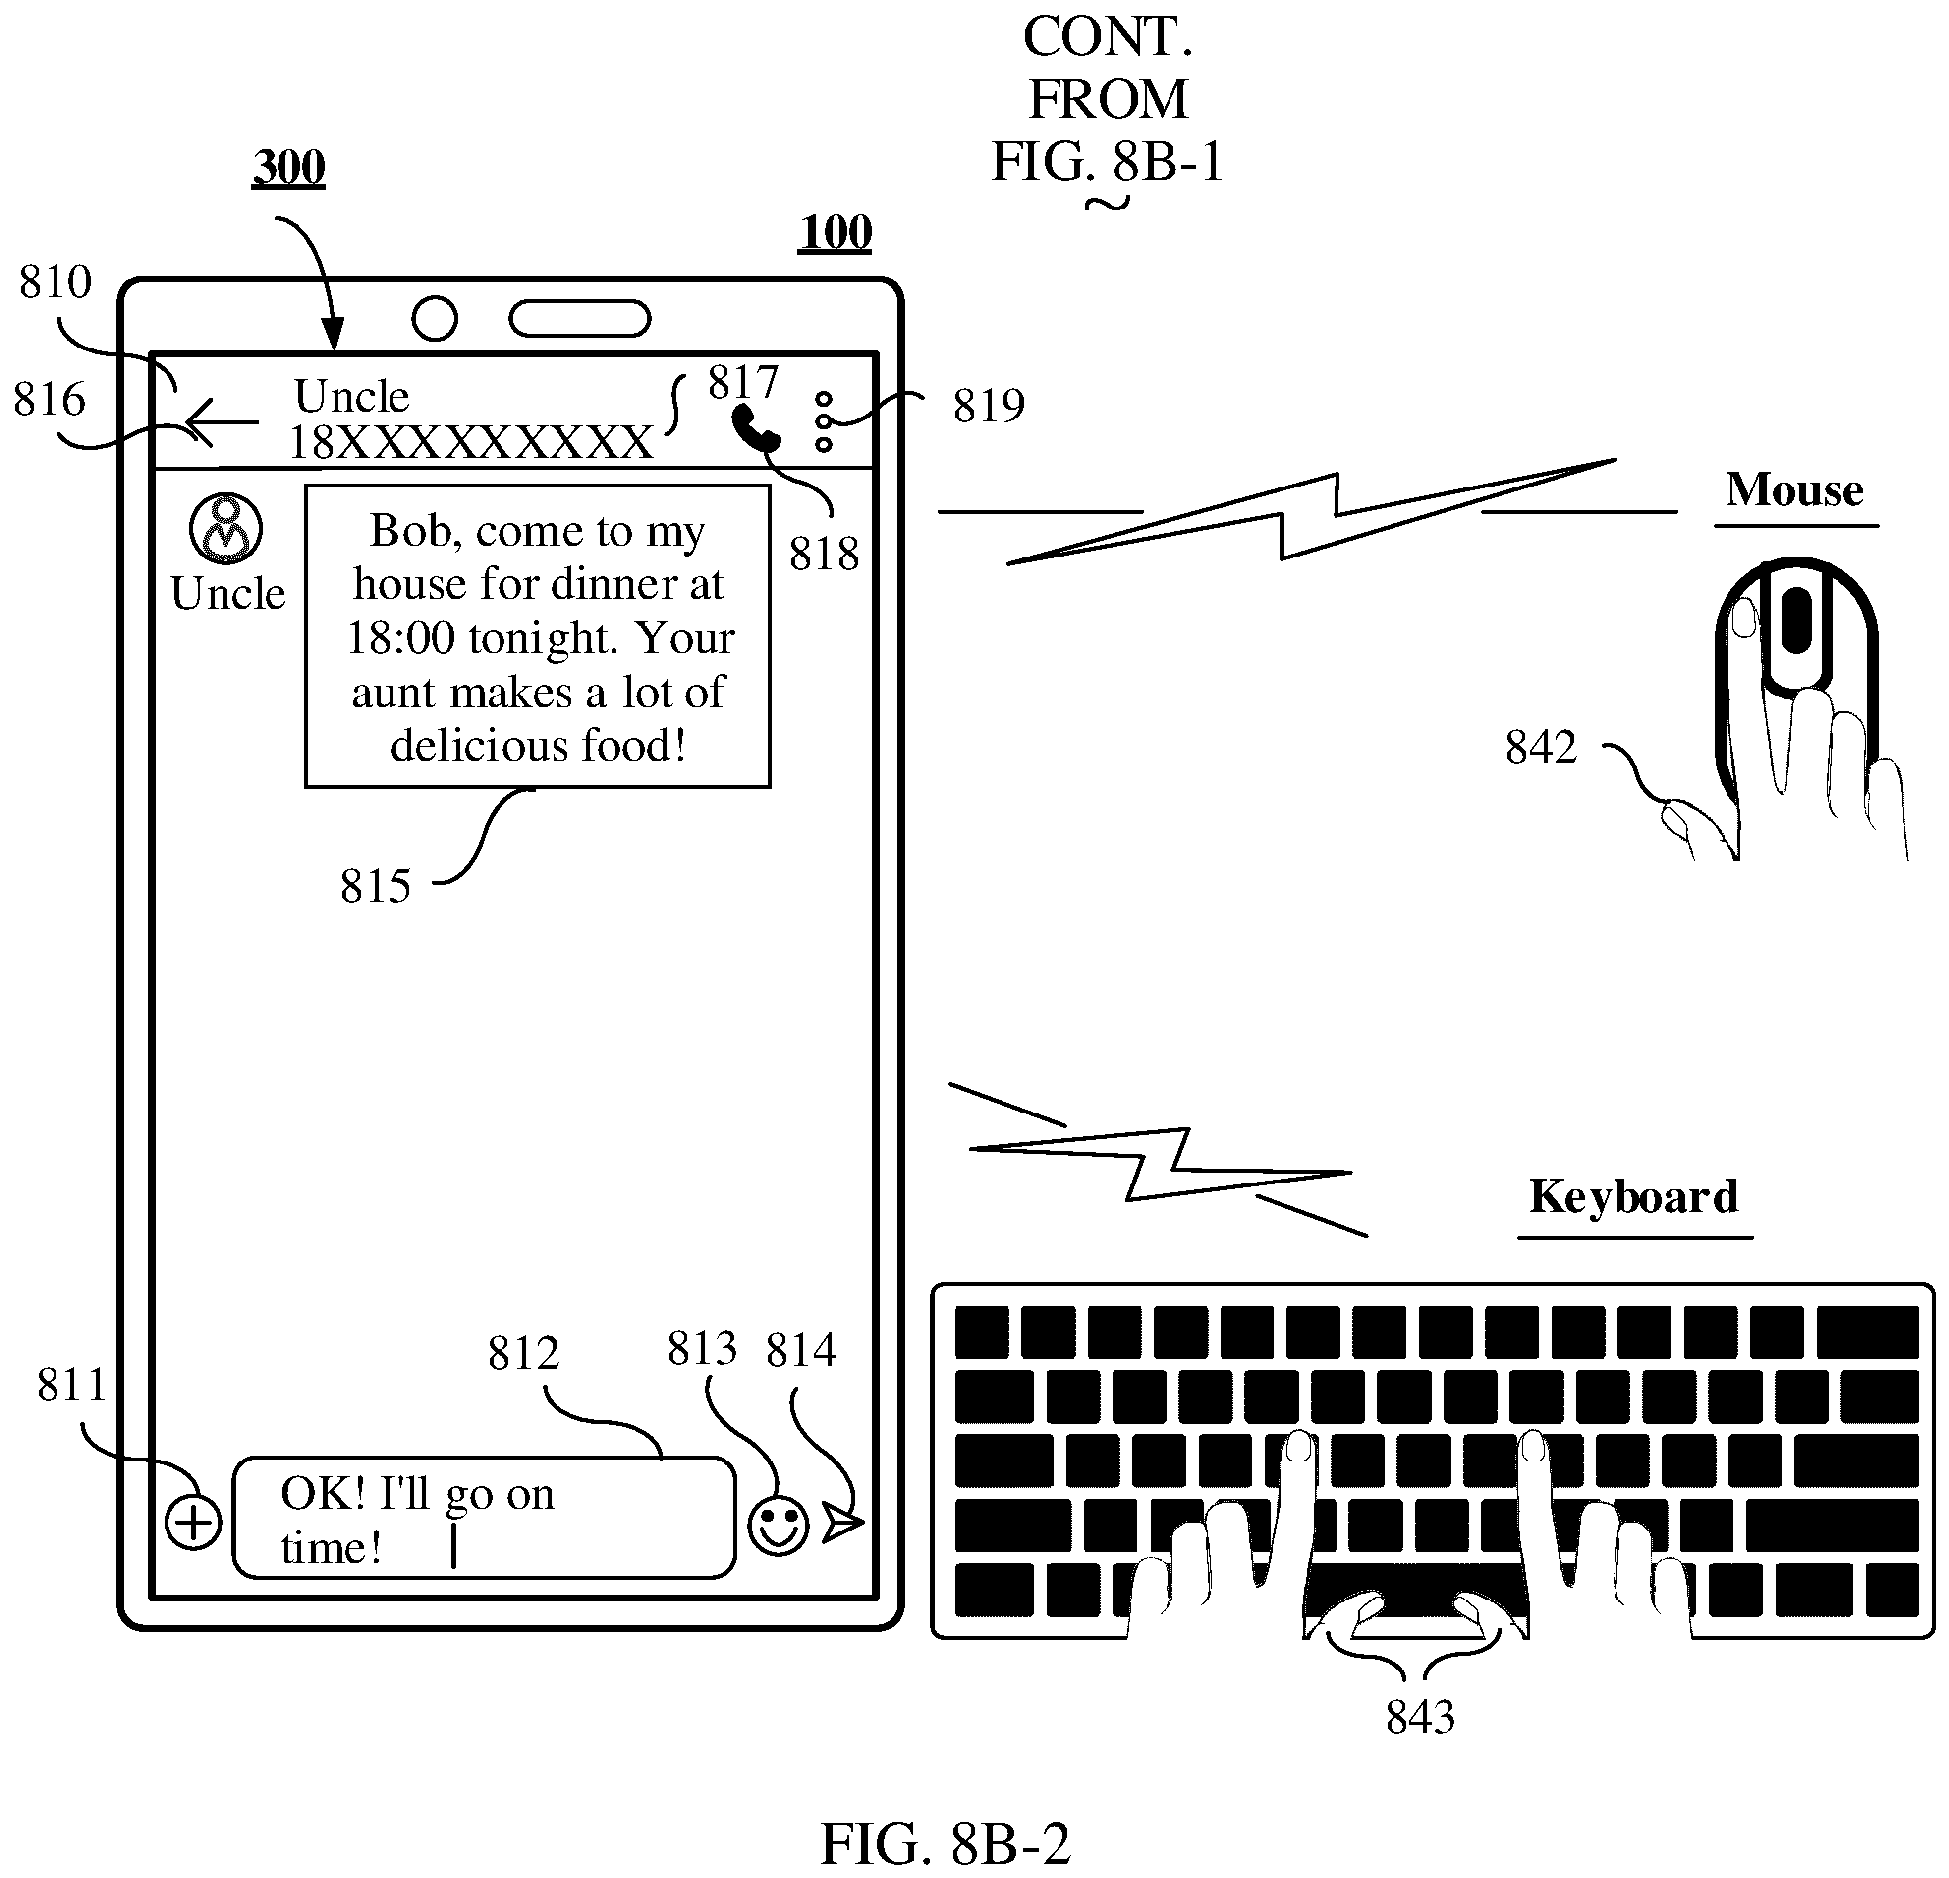 CONT.
FROM
FIG. 8B-1
300
100
810
816
Uncle
18XXXXXXXXX
817
819
818
Uncle
Bob, come to my
house for dinner at
18:00 tonight. Your
aunt makes a lot of
delicious food!
815
Mouse
842
Keyboard
811
812
813
814
OK! I'll go on
time!
843
FIG. 8B-2